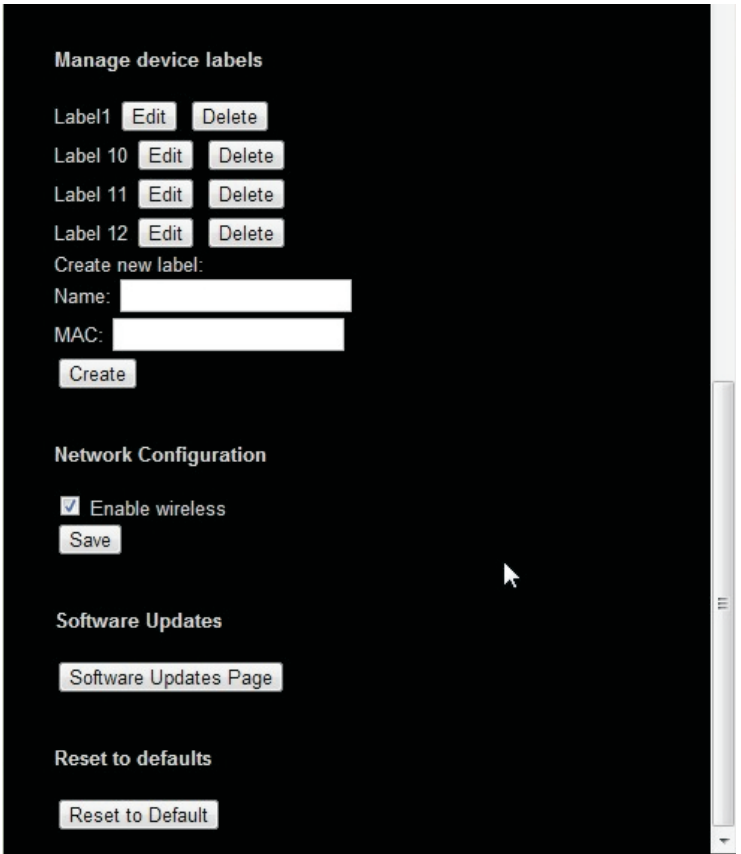 Manage device labels
Label1 Edit Delete
Label 10 Edit Delete
Label 11 Edit Delete
Label 12 Edit Delete
Create new label:
Name:
MAC:
Create
Network Configuration
Enable wireless
Save
Software Updates
Software Updates Page
Reset to defaults
Reset to Default